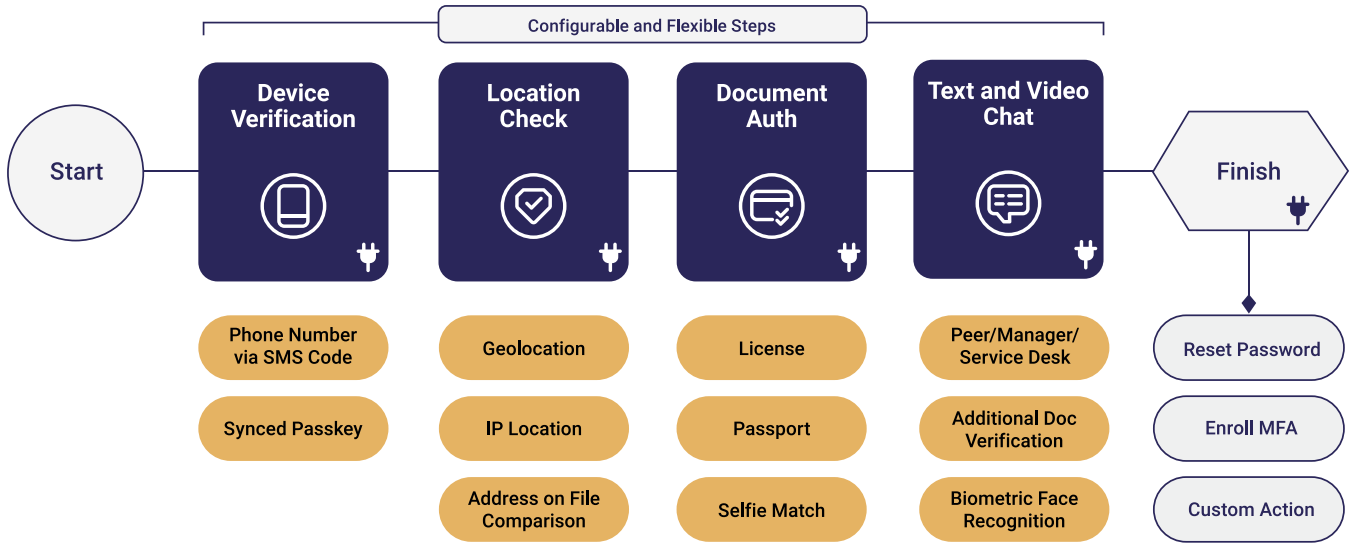 Configurable and Flexible Steps
Start
Device
Verification
Location
Check
Document
Auth
Text and Video
Chat
Finish
Phone Number
via SMS Code
Synced Passkey
Geolocation
IP Location
Address on File
Comparison
License
Passport
Selfie Match
Peer/Manager/
Service Desk
Additional Doc
Verification
Biometric Face
Recognition
Reset Password
Enroll MFA
Custom Action